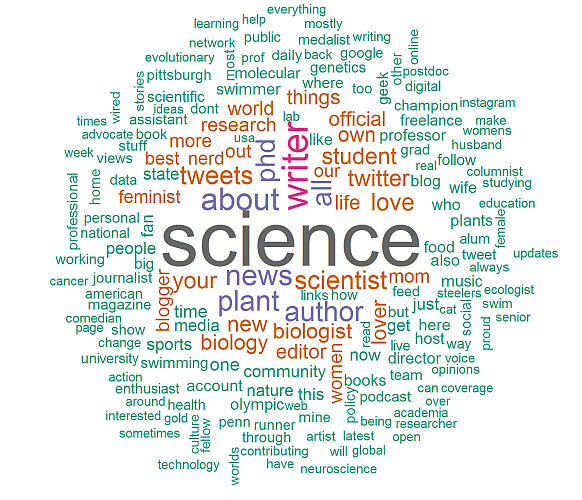 everything
learning help mostly
network public medalist writing
evolutionary most prof daily back google other online
pittsburgh molecular genetics postdoc
stories swimmer where too geek digital
wired scientific world things champion instagram
ideas dont official
times assistant research lab own freelance make
advocate book more usa like professor womens
week stuff best nerd out phd writer student grad husband
views our real follow columnist
data state tweets all twitter blog studying
home feminist about life love wife education
professional personal fan who plants
national science female
people food alum updates
working big your news scientist mom also tweet always
cancer journalist music ecologist
american blogger plant links how feed steelers
magazine author lover just cat social swim
comedian time new but proud senior
page show media biologist read get here
change sports biology editor host way
university now live director voice
swimming one women opinions
action community team
enthusiast account nature this books can coverage
around health policy podcast over
interested gold olympic web mine being academia
culture penn runner researcher
sometimes fellow through artist latest open
contributing will global
technology worlds have neuroscience